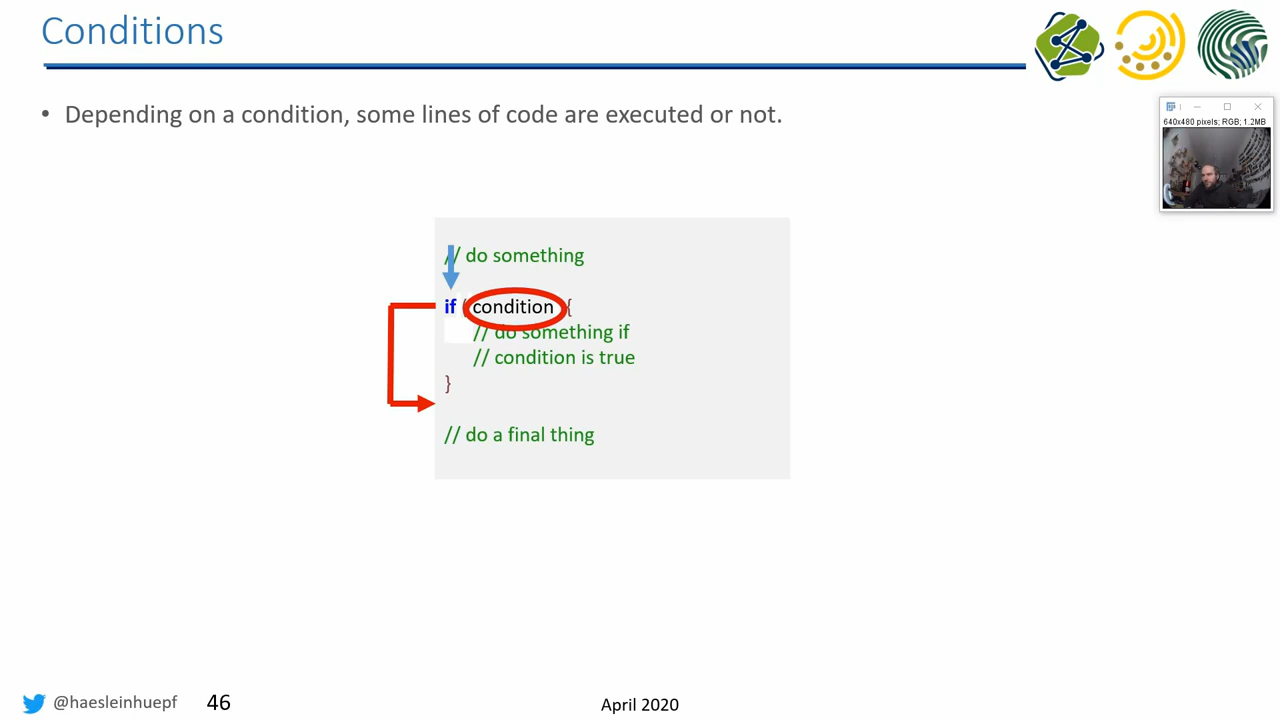 Conditions
• Depending on a condition, some lines of code are executed or not.
640x480 pixels; RGB; 1.2MB
// do something
if ( condition {
// do something if
// condition is true
}
// do a final thing
@haesleinhuepf 46
April 2020